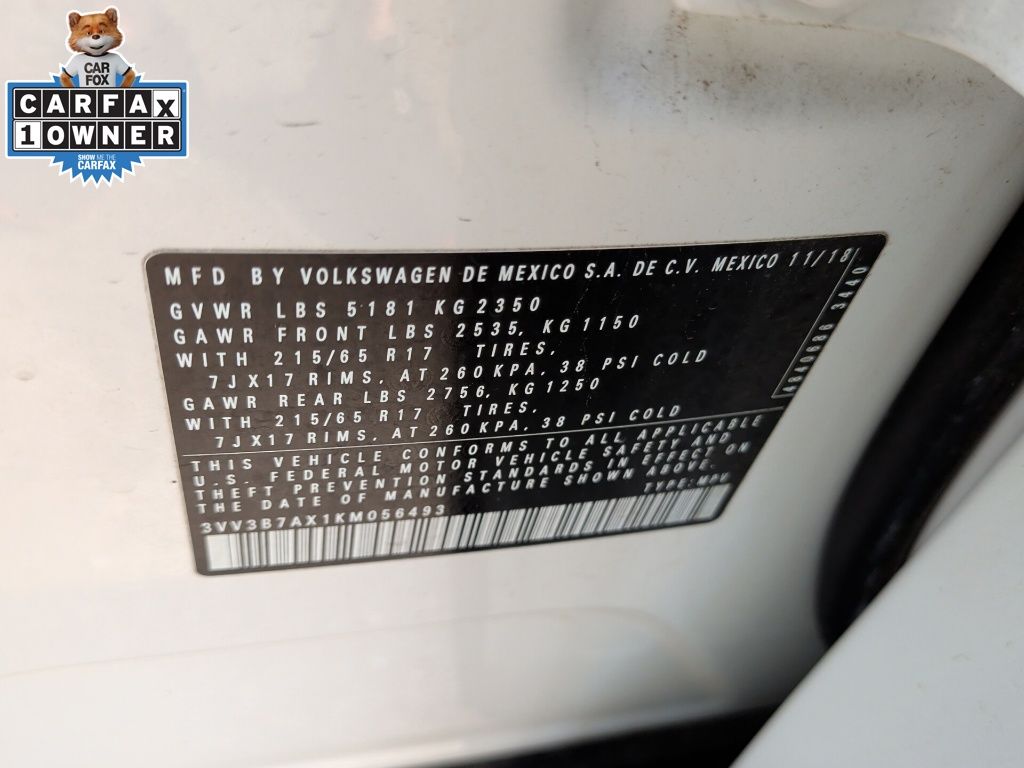 CAR
FOX
CARFAX
1 OWNER
SHOW ME THE
CARFAX
MFD BY VOLKSWAGEN DE MEXICO S.A. DE C.V. MEXICO 11/18
GVWR LBS 5181 KG 2350
GAWR FRONT LBS 2535, KG 1150
WITH 215/65 R17 TIRES,
7JX17 RIMS, AT 260 KPA, 38 PSI COLD
GAWR REAR LBS 2756, KG 1250
WITH 215/65 R17 TIRES,
7JX17 RIMS, AT 260 KPA, 38 PSI COLD
THIS VEHICLE CONFORMS TO ALL APPLICABLE
U.S. FEDERAL MOTOR VEHICLE SAFETY AND
THEFT PREVENTION STANDARDS IN EFFECT ON
THE DATE OF MANUFACTURE SHOWN ABOVE.
TYPE: MPV
3VV3B7AX1KM056493